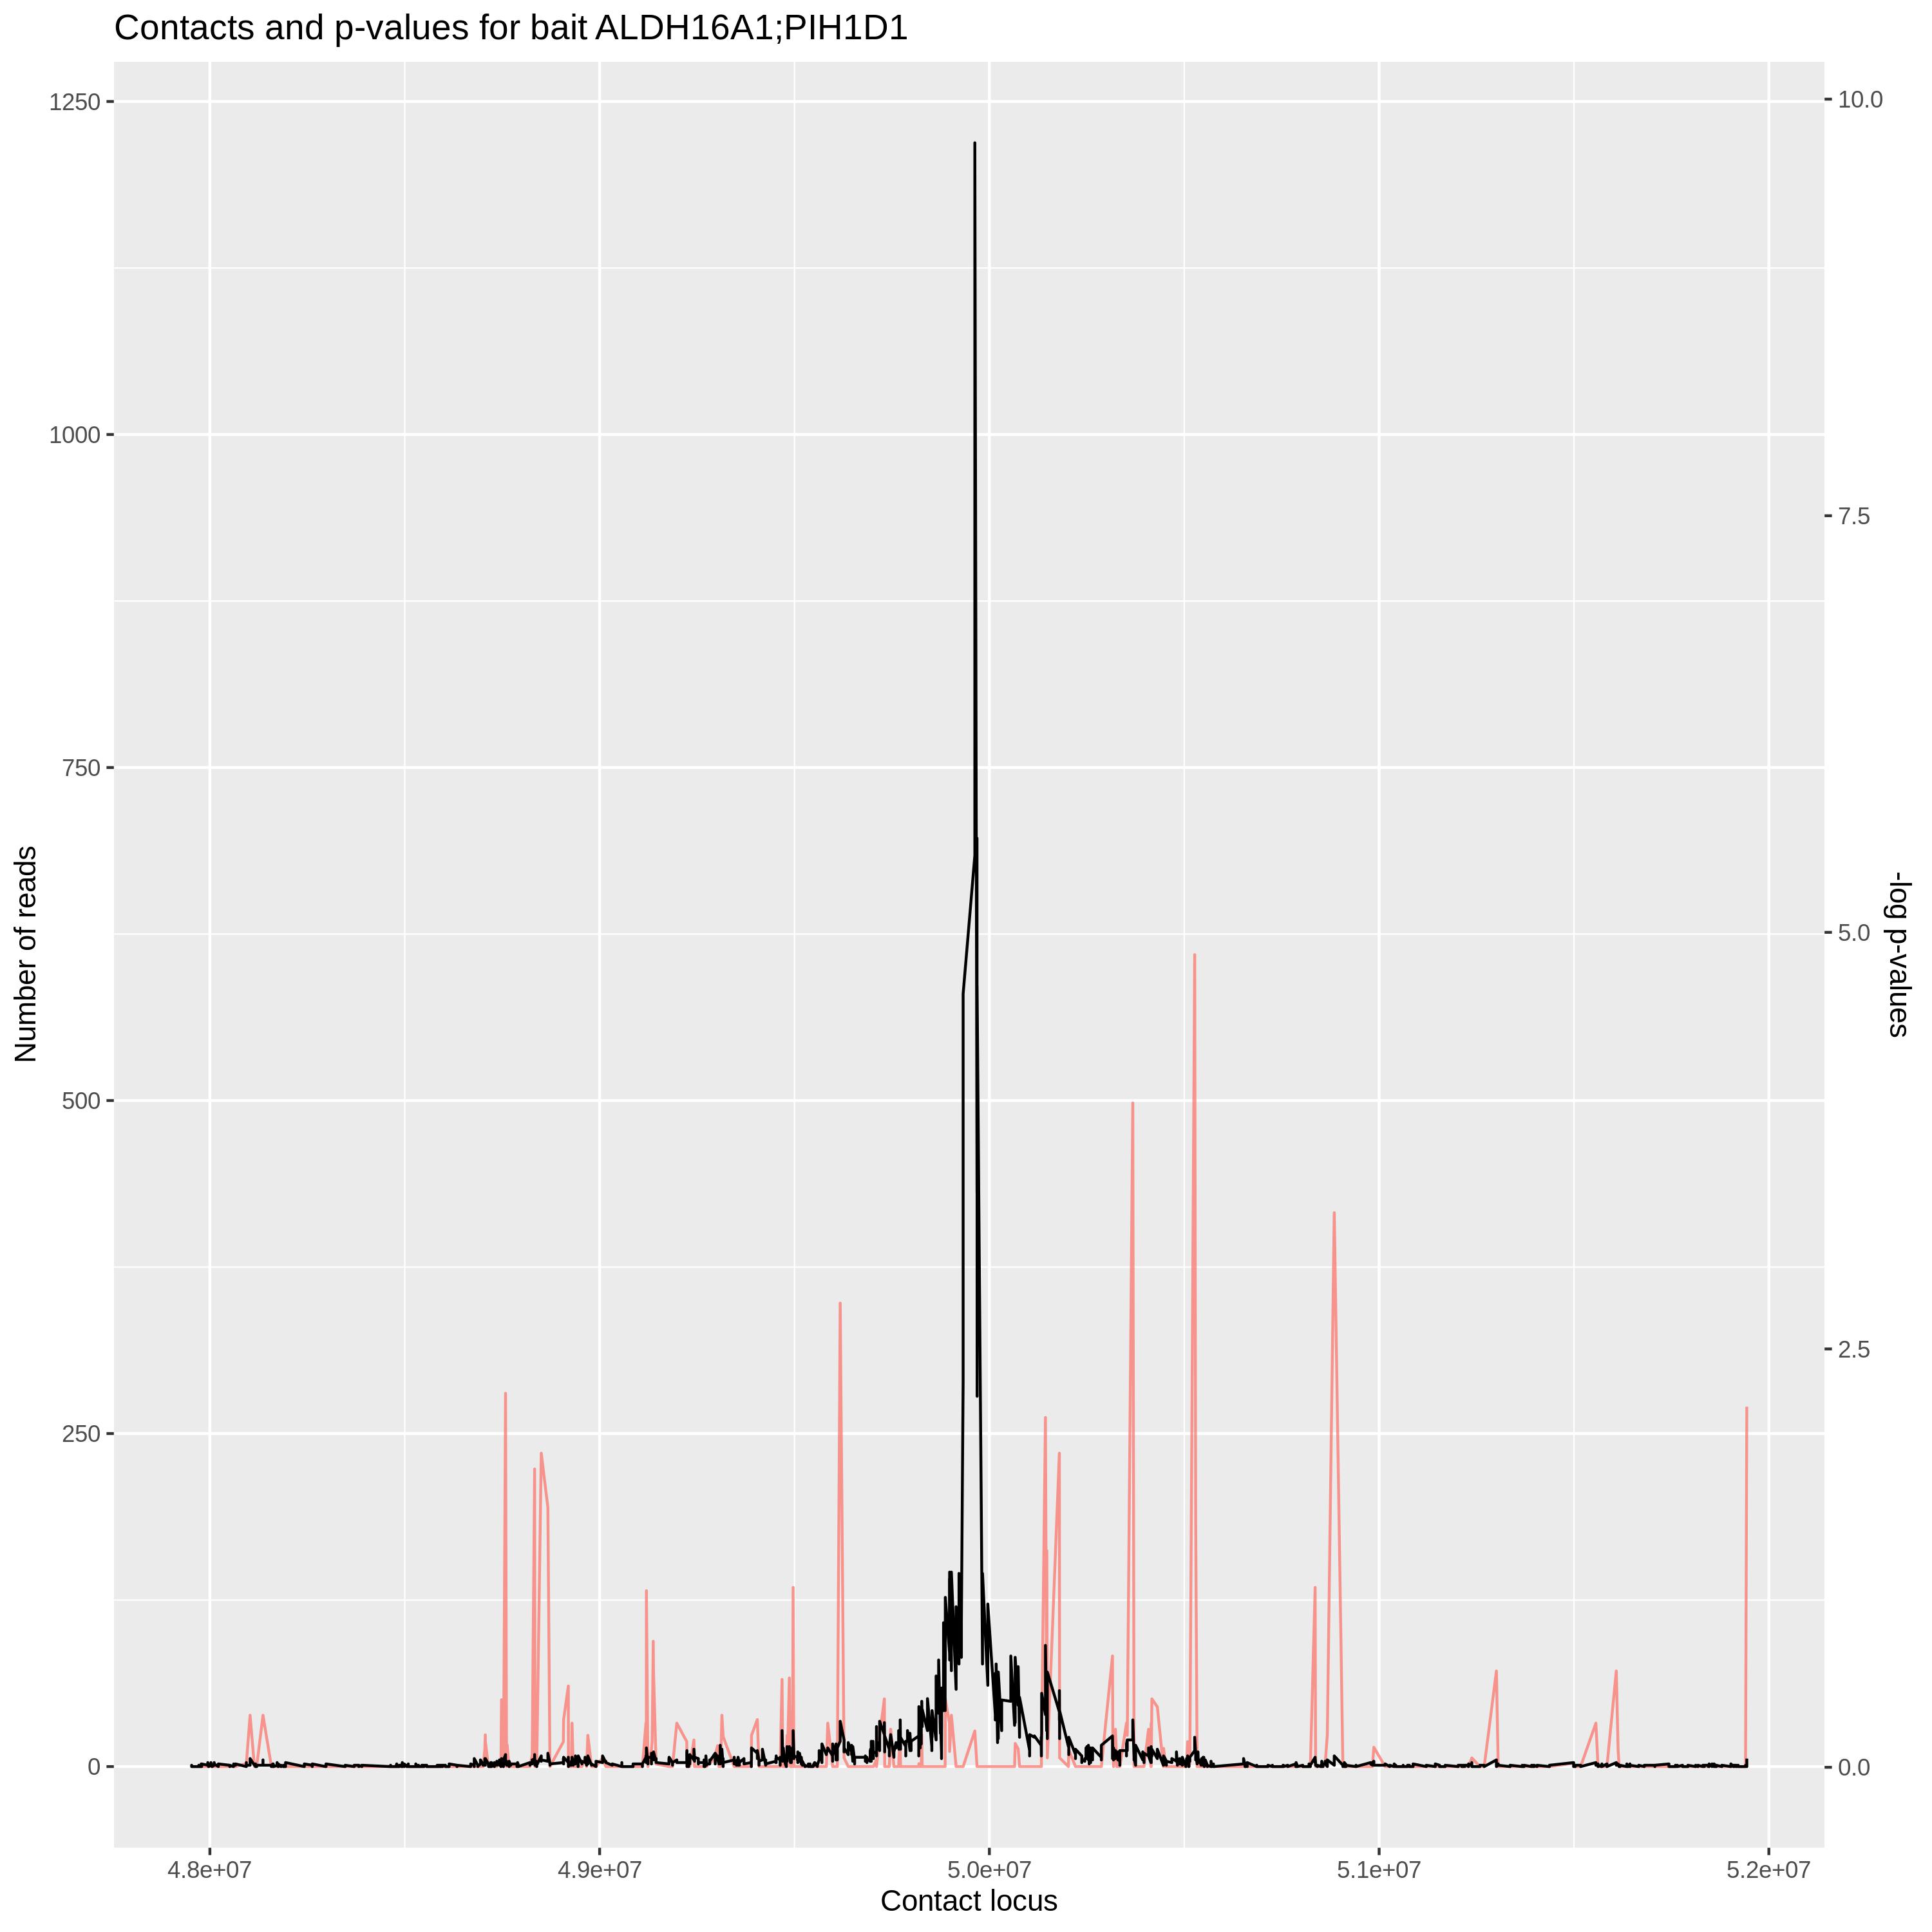 Contacts and p-values for bait ALDH16A1;PIH1D1
1250
1000
750
500
250
0
Number of reads
10.0
7.5
5.0
2.5
0.0
-log p-values
4.8e+07
4.9e+07
5.0e+07
5.1e+07
5.2e+07
Contact locus